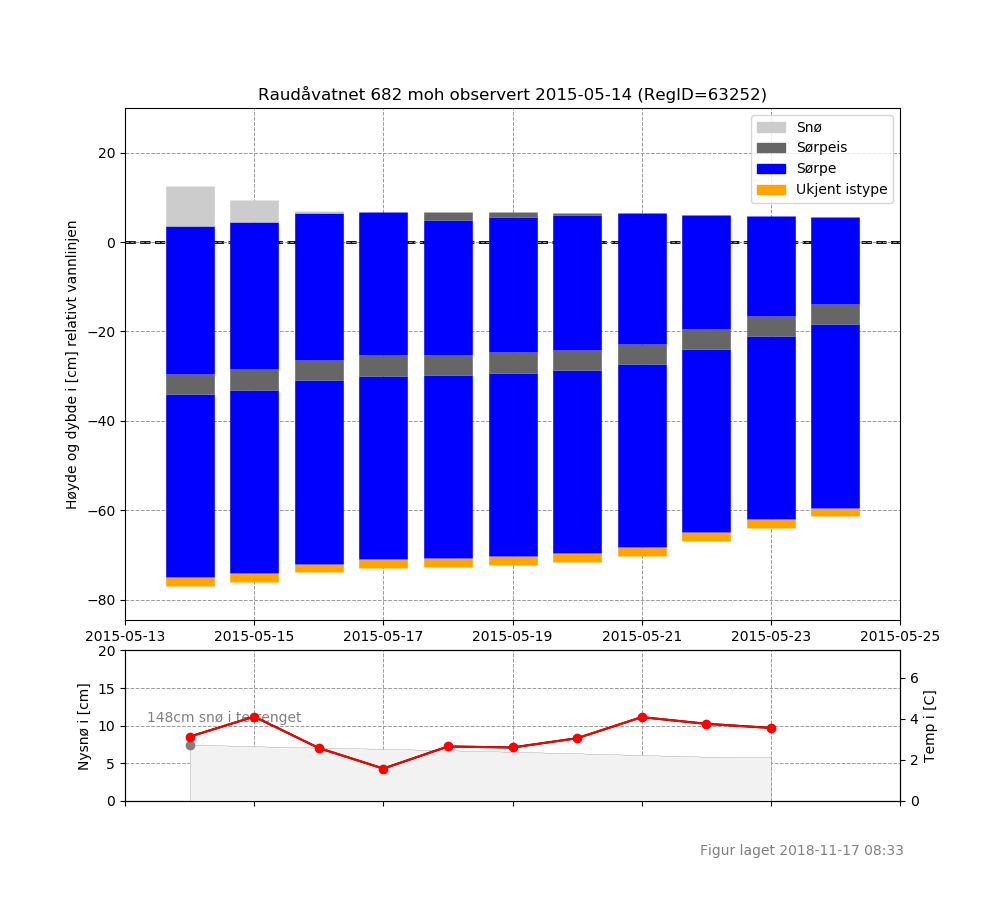 Raudåvatnet 682 moh observert 2015-05-14 (RegID=63252)
Snø
Sørpeis
Sørpe
Ukjent istype
Høyde og dybde i [cm] relativt vannlinjen
20
0
−20
−40
−60
−80
2015-05-13 2015-05-15 2015-05-17 2015-05-19 2015-05-21 2015-05-23 2015-05-25
Nysnø i [cm]
20
15
10
5
0
148cm snø i terrenget
6
4
2
0
Temp i [C]
Figur laget 2018-11-17 08:33